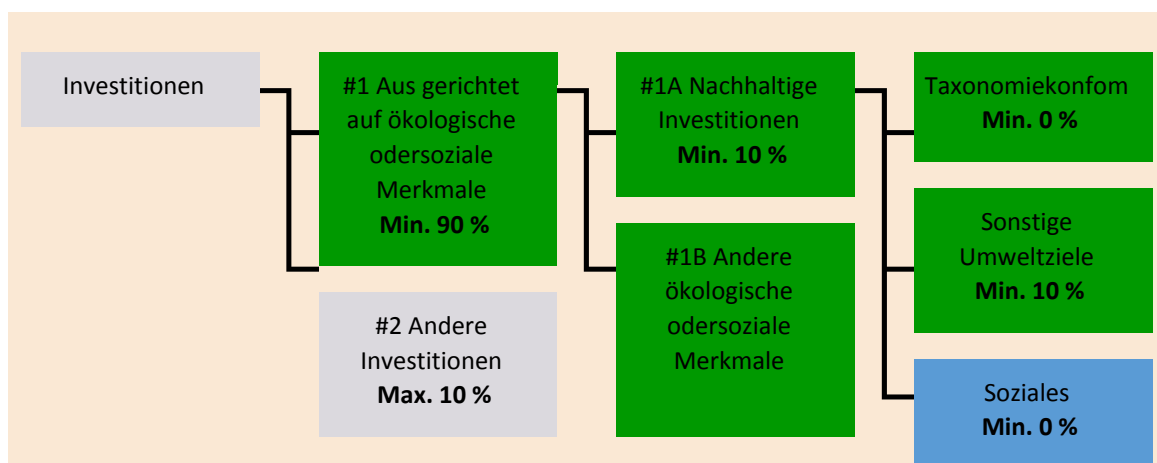 Investitionen
#1 Aus gerichtet
auf ökologische
odersoziale
Merkmale
Min. 90 %
#2 Andere
Investitionen
Max. 10 %
#1A Nachhaltige
Investitionen
Min. 10 %
#1B Andere
ökologische
odersoziale
Merkmale
Taxonomiekonfom
Min. 0 %
Sonstige
Umweltziele
Min. 10 %
Soziales
Min. 0 %